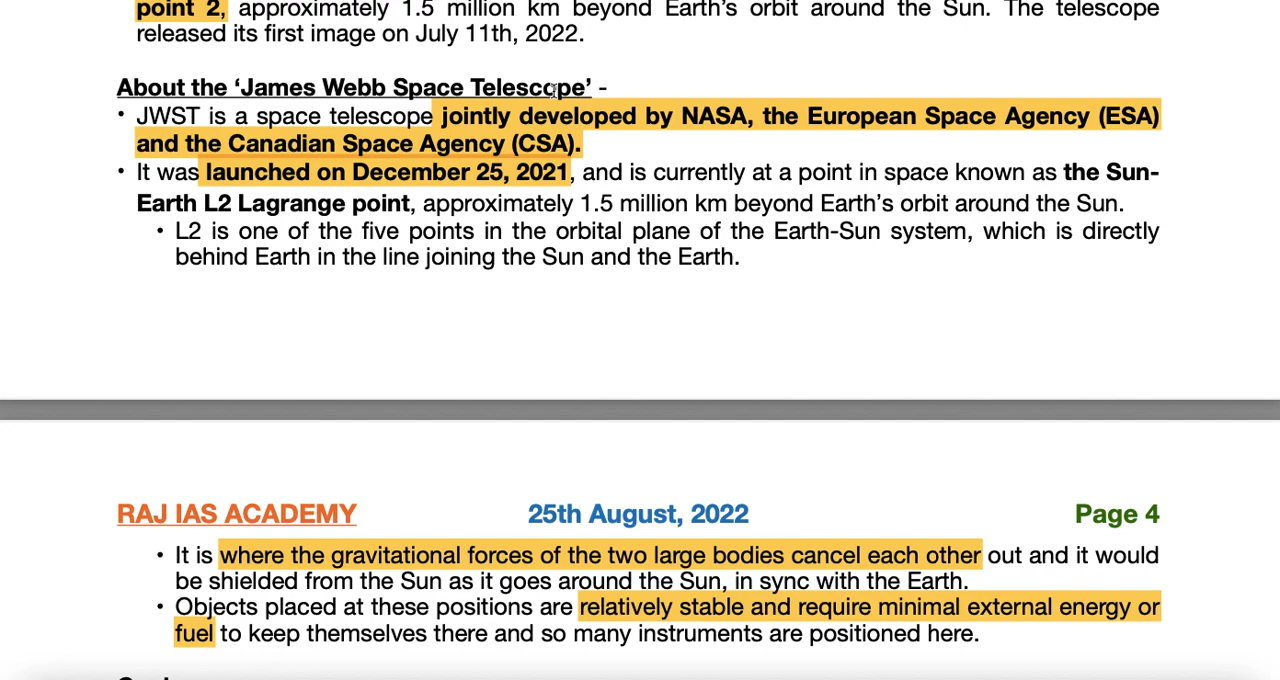 point 2, approximately 1.5 million km beyond Earth's orbit around the Sun. The telescope
released its first image on July 11th, 2022.
About the ‘James Webb Space Telescope’ -
• JWST is a space telescope jointly developed by NASA, the European Space Agency (ESA)
and the Canadian Space Agency (CSA).
• It was launched on December 25, 2021, and is currently at a point in space known as the Sun-
Earth L2 Lagrange point, approximately 1.5 million km beyond Earth’s orbit around the Sun.
• L2 is one of the five points in the orbital plane of the Earth-Sun system, which is directly
behind Earth in the line joining the Sun and the Earth.
RAJ IAS ACADEMY 25th August, 2022 Page 4
• It is where the gravitational forces of the two large bodies cancel each other out and it would
be shielded from the Sun as it goes around the Sun, in sync with the Earth.
• Objects placed at these positions are relatively stable and require minimal external energy or
fuel to keep themselves there and so many instruments are positioned here.